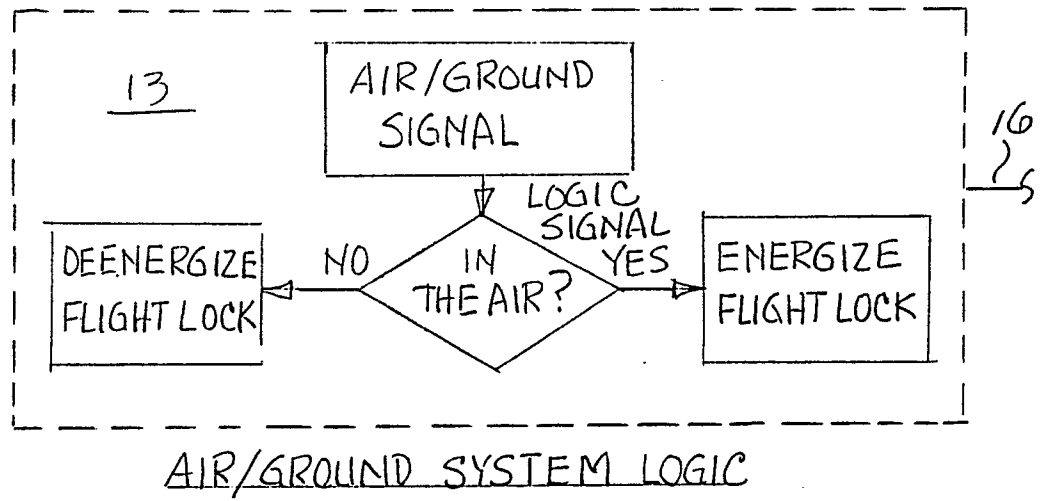 13
AIR/GROUND
SIGNAL
16
LOGIC
SIGNAL
DEENERGIZE
FLIGHT LOCK
NO
IN
THE AIR?
YES
ENERGIZE
FLIGHT LOCK
AIR/GROUND SYSTEM LOGIC